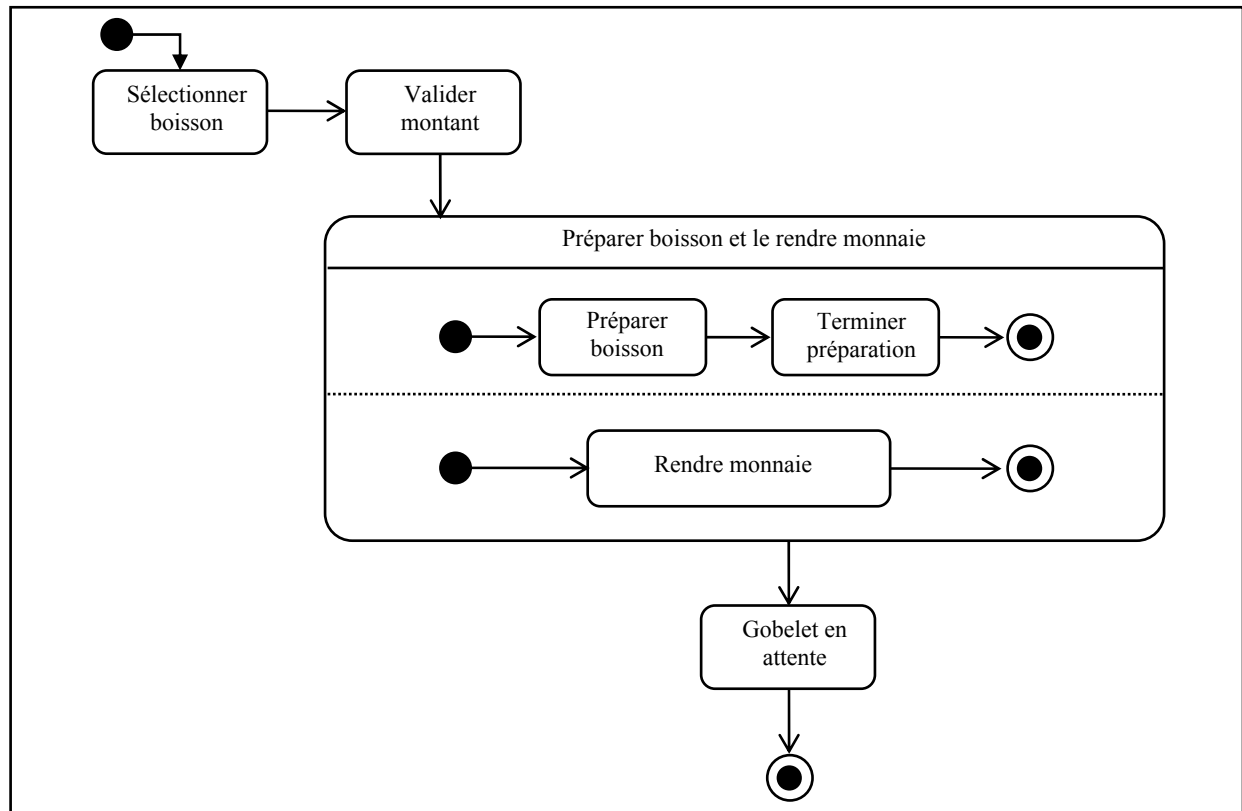 Sélectionner
boisson
Valider
montant
Préparer boisson et le rendre monnaie
Préparer
boisson
Terminer
préparation
Rendre monnaie
Gobelet en
attente